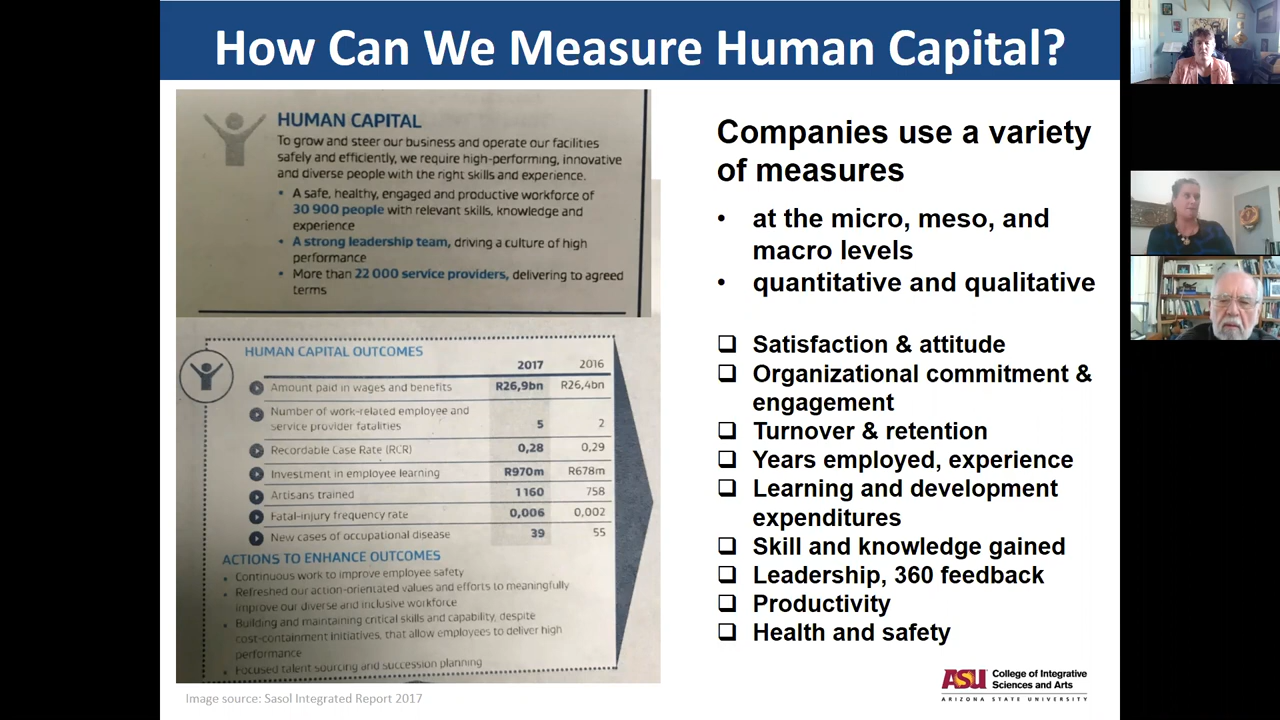 How Can We Measure Human Capital?
HUMAN CAPITAL
To grow and steer our business and operate our facilities
safely and efficiently, we require high-performing, innovative
and diverse people with the right skills and experience.
• A safe, healthy, engaged and productive workforce of
30 900 people with relevant skills, knowledge and
experience
• A strong leadership team, driving a culture of high
performance
• More than 22 000 service providers, delivering to agreed
terms
HUMAN CAPITAL OUTCOMES
2017 2016
Amount paid in wages and benefits R26,9bn R26,4bn
Number of work-related employee and
service provider fatalities 5 2
Recordable Case Rate (RCR) 0,28 0,29
Investment in employee learning R970m R678m
Artisans trained 1160 758
Fatal-injury frequency rate 0,006 0,002
New cases of occupational disease 39 55
ACTIONS TO ENHANCE OUTCOMES
• Continuous work to improve employee safety
• Refreshed our action-orientated values and efforts to meaningfully
improve our diverse and inclusive workforce
• Building and maintaining critical skills and capability, despite
cost-containment initiatives, that allow employees to deliver high
performance
• Focused talent sourcing and succession planning
Image source: Sasol Integrated Report 2017
Companies use a variety
of measures
• at the micro, meso, and
macro levels
• quantitative and qualitative
❑ Satisfaction & attitude
❑ Organizational commitment &
engagement
❑ Turnover & retention
❑ Years employed, experience
❑ Learning and development
expenditures
❑ Skill and knowledge gained
❑ Leadership, 360 feedback
❑ Productivity
❑ Health and safety
ASU College of Integrative
Sciences and Arts
ARIZONA STATE UNIVERSITY